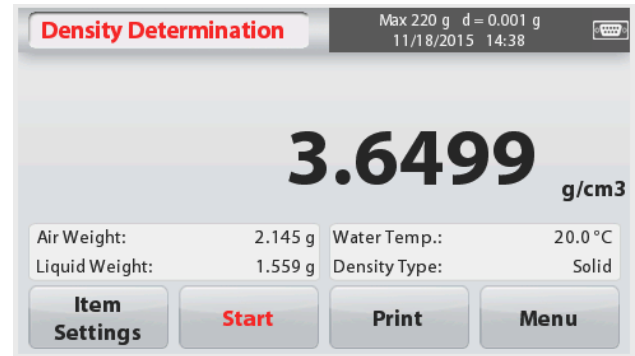 Density Determination
Max 220 g d = 0.001 g
11/18/2015 14:38
3.6499
g/cm3
Air Weight: 2.145 g Water Temp.: 20.0 °C
Liquid Weight: 1.559 g Density Type: Solid
Item Settings
Start
Print
Menu